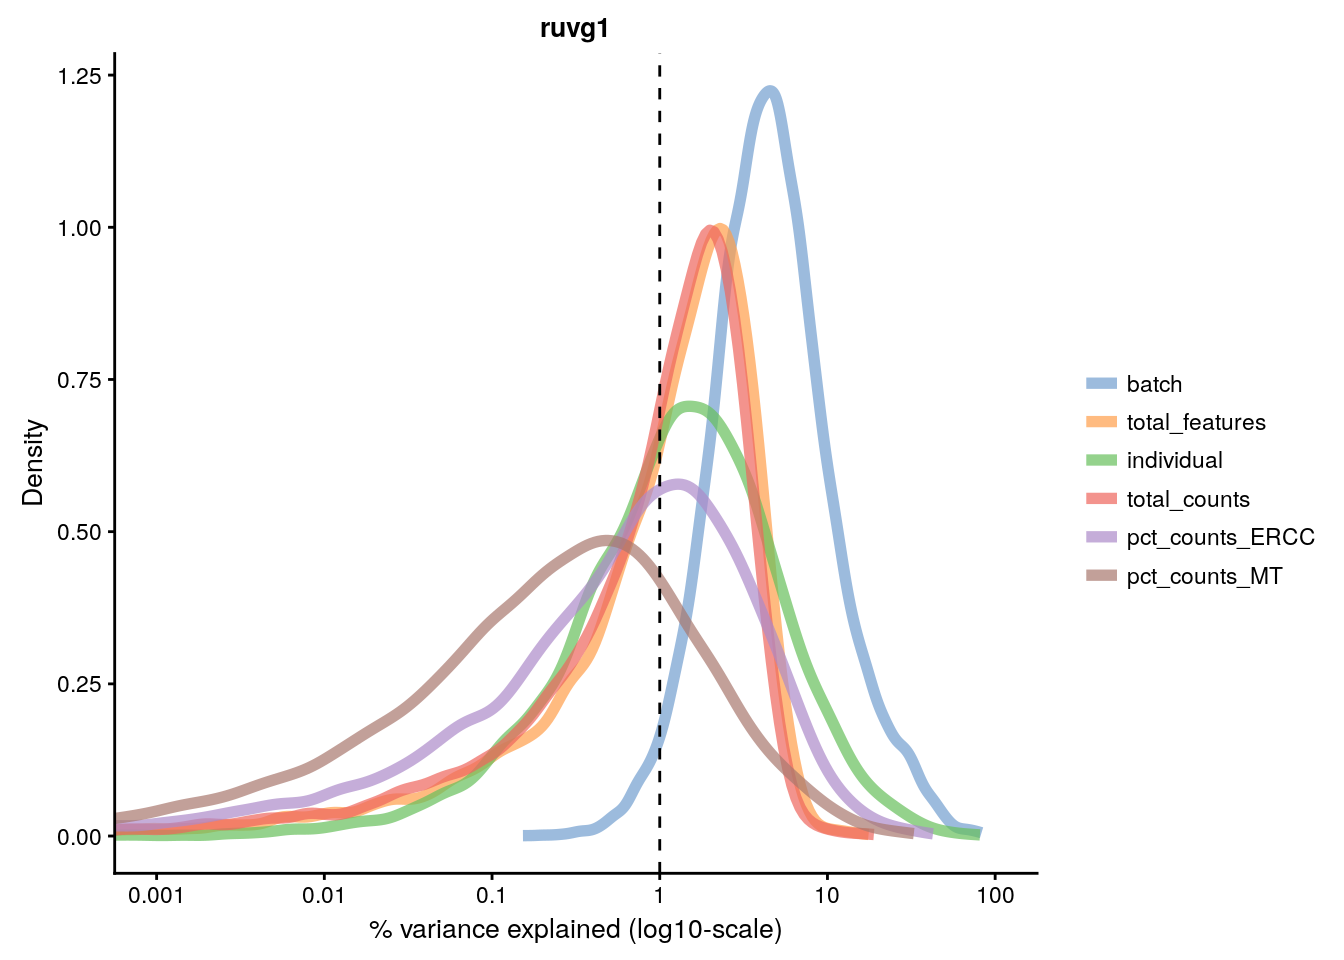 ruvg1
1.25
1.00
0.75
0.50
0.25
0.00
Density
0.001
0.01
0.1
1
10
100
% variance explained (log10-scale)
batch
total_features
individual
total_counts
pct_counts_ERCC
pct_counts_MT